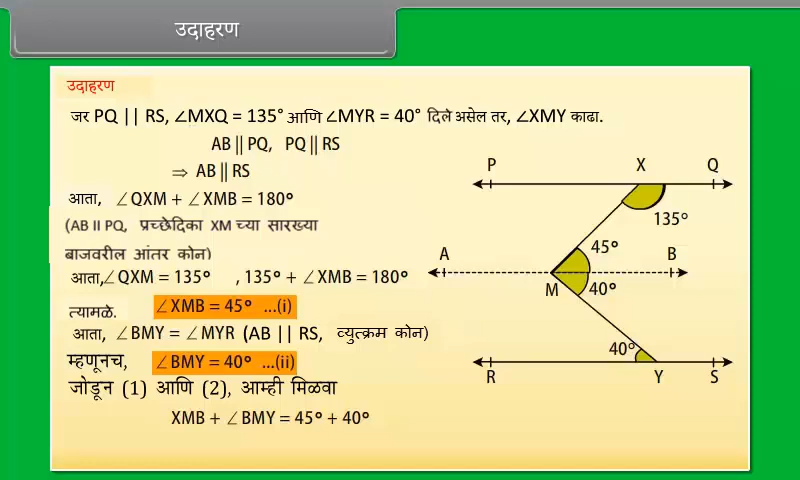 उदाहरण
उदाहरण
जर PQ || RS, ∠MXQ = 135° आणि ∠MYR = 40° दिले असेल तर, ∠XMY काढा.
AB || PQ, PQ || RS
⇒ AB || RS
आता, ∠QXM + ∠XMB = 180°
(AB II PQ, प्रच्छेदिका XM च्या सारख्या
बाजवरील आंतर कोन)
आता,∠QXM = 135° , 135° + ∠XMB = 180°
त्यामळे. ∠XMB = 45° ...(i)
आता, ∠BMY = ∠MYR (AB || RS, व्युत्क्रम कोन)
म्हणूनच, ∠BMY = 40° ...(ii)
जोडून (1) आणि (2), आम्ही मिळवा
XMB + ∠BMY = 45° + 40°
P X Q
135°
A 45° B
M 40°
40°
R Y S